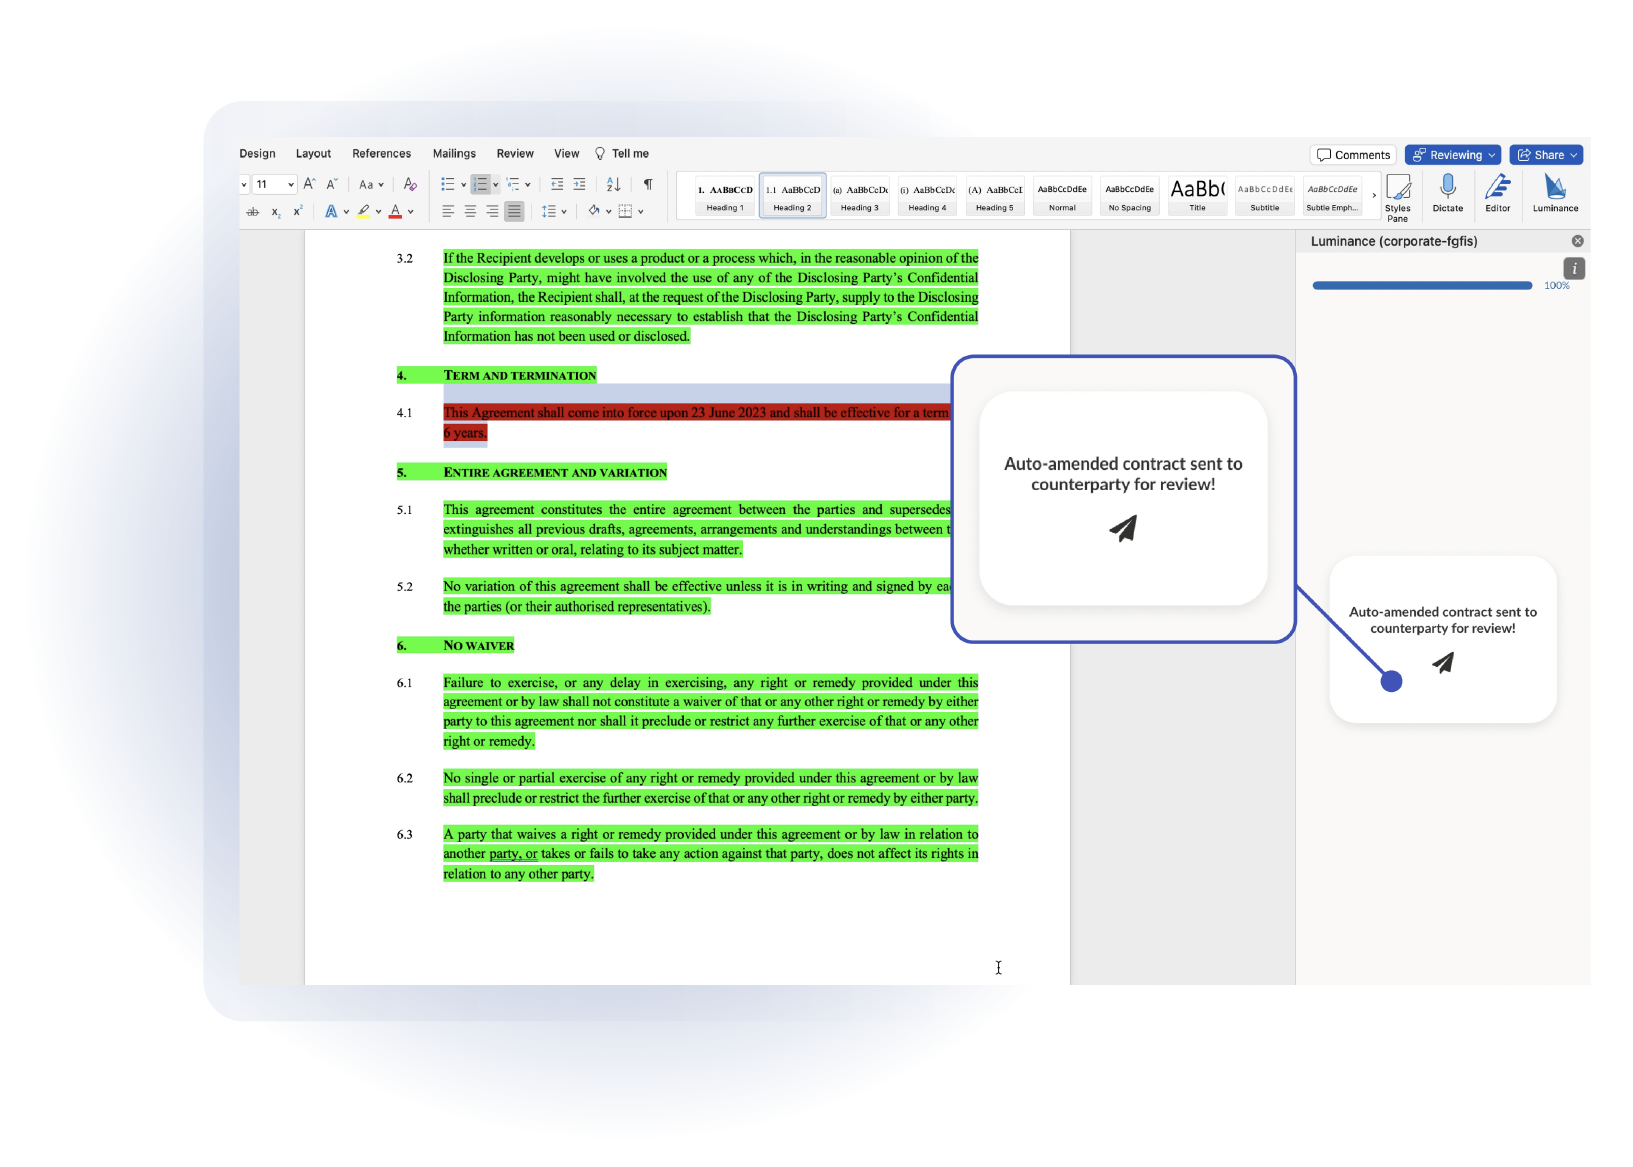 Design Layout References Mailings Review View Tell me
Comments Reviewing Share
11 Aa
1. AABBCCD 1.1 AaBbCcD (a) AaBbCcDc (i) AaBbCcDc (A) AaBbCcE AaBbCcDdEe AaBbCcDdEe AaBb( AaBbCcDdEe AaBbCcDdEe
Heading 1 Heading 2 Heading 3 Heading 4 Heading 5 Normal No Spacing Title Subtitle Subtle Emph...
Styles Pane Dictate Editor Luminance
Luminance (corporate-fgfis)
100%
3.2 If the Recipient develops or uses a product or a process which, in the reasonable opinion of the
Disclosing Party, might have involved the use of any of the Disclosing Party's Confidential
Information, the Recipient shall, at the request of the Disclosing Party, supply to the Disclosing
Party information reasonably necessary to establish that the Disclosing Party's Confidential
Information has not been used or disclosed.
4. TERM AND TERMINATION
4.1 This Agreement shall come into force upon 23 June 2023 and shall be effective for a term
6 years.
5. ENTIRE AGREEMENT AND VARIATION
5.1 This agreement constitutes the entire agreement between the parties and supersedes
extinguishes all previous drafts, agreements, arrangements and understandings between
whether written or oral, relating to its subject matter.
5.2 No variation of this agreement shall be effective unless it is in writing and signed by
the parties (or their authorised representatives).
6. NO WAIVER
6.1 Failure to exercise, or any delay in exercising, any right or remedy provided under this
agreement or by law shall not constitute a waiver of that or any other right or remedy by either
party to this agreement nor shall it preclude or restrict any further exercise of that or any other
right or remedy.
6.2 No single or partial exercise of any right or remedy provided under this agreement or by law
shall preclude or restrict the further exercise of that or any other right or remedy by either party.
6.3 A party that waives a right or remedy provided under this agreement or by law in relation to
another party, or takes or fails to take any action against that party, does not affect its rights in
relation to any other party.
Auto-amended contract sent to
counterparty for review!
Auto-amended contract sent to
counterparty for review!